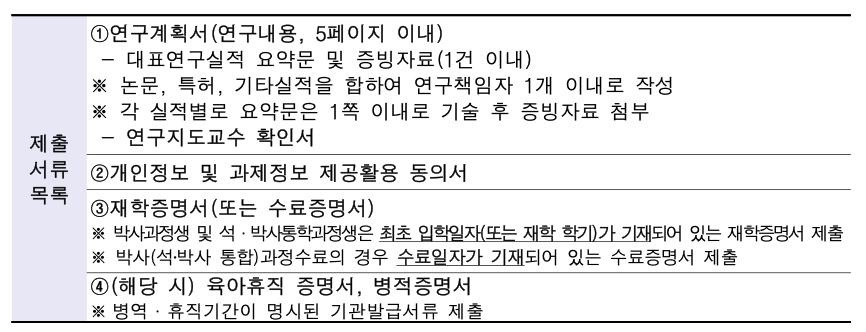 제출
서류
목록
①연구계획서(연구내용, 5페이지 이내)
- 대표연구실적 요약문 및 증빙자료(1건 이내)
※ 논문, 특허, 기타실적을 합하여 연구책임자 1개 이내로 작성
※ 각 실적별로 요약문은 1쪽 이내로 기술 후 증빙자료 첨부
- 연구지도교수 확인서
②개인정보 및 과제정보 제공활용 동의서
③재학증명서(또는 수료증명서)
※ 박사과정생 및 석·박사통합과정생은 최초 입학일자(또는 재학 학기)가 기재되어 있는 재학증명서 제출
※ 박사(석·박사 통합)과정수료의 경우 수료일자가 기재되어 있는 수료증명서 제출
④(해당 시) 육아휴직 증명서, 병적증명서
※ 병역·휴직기간이 명시된 기관발급서류 제출